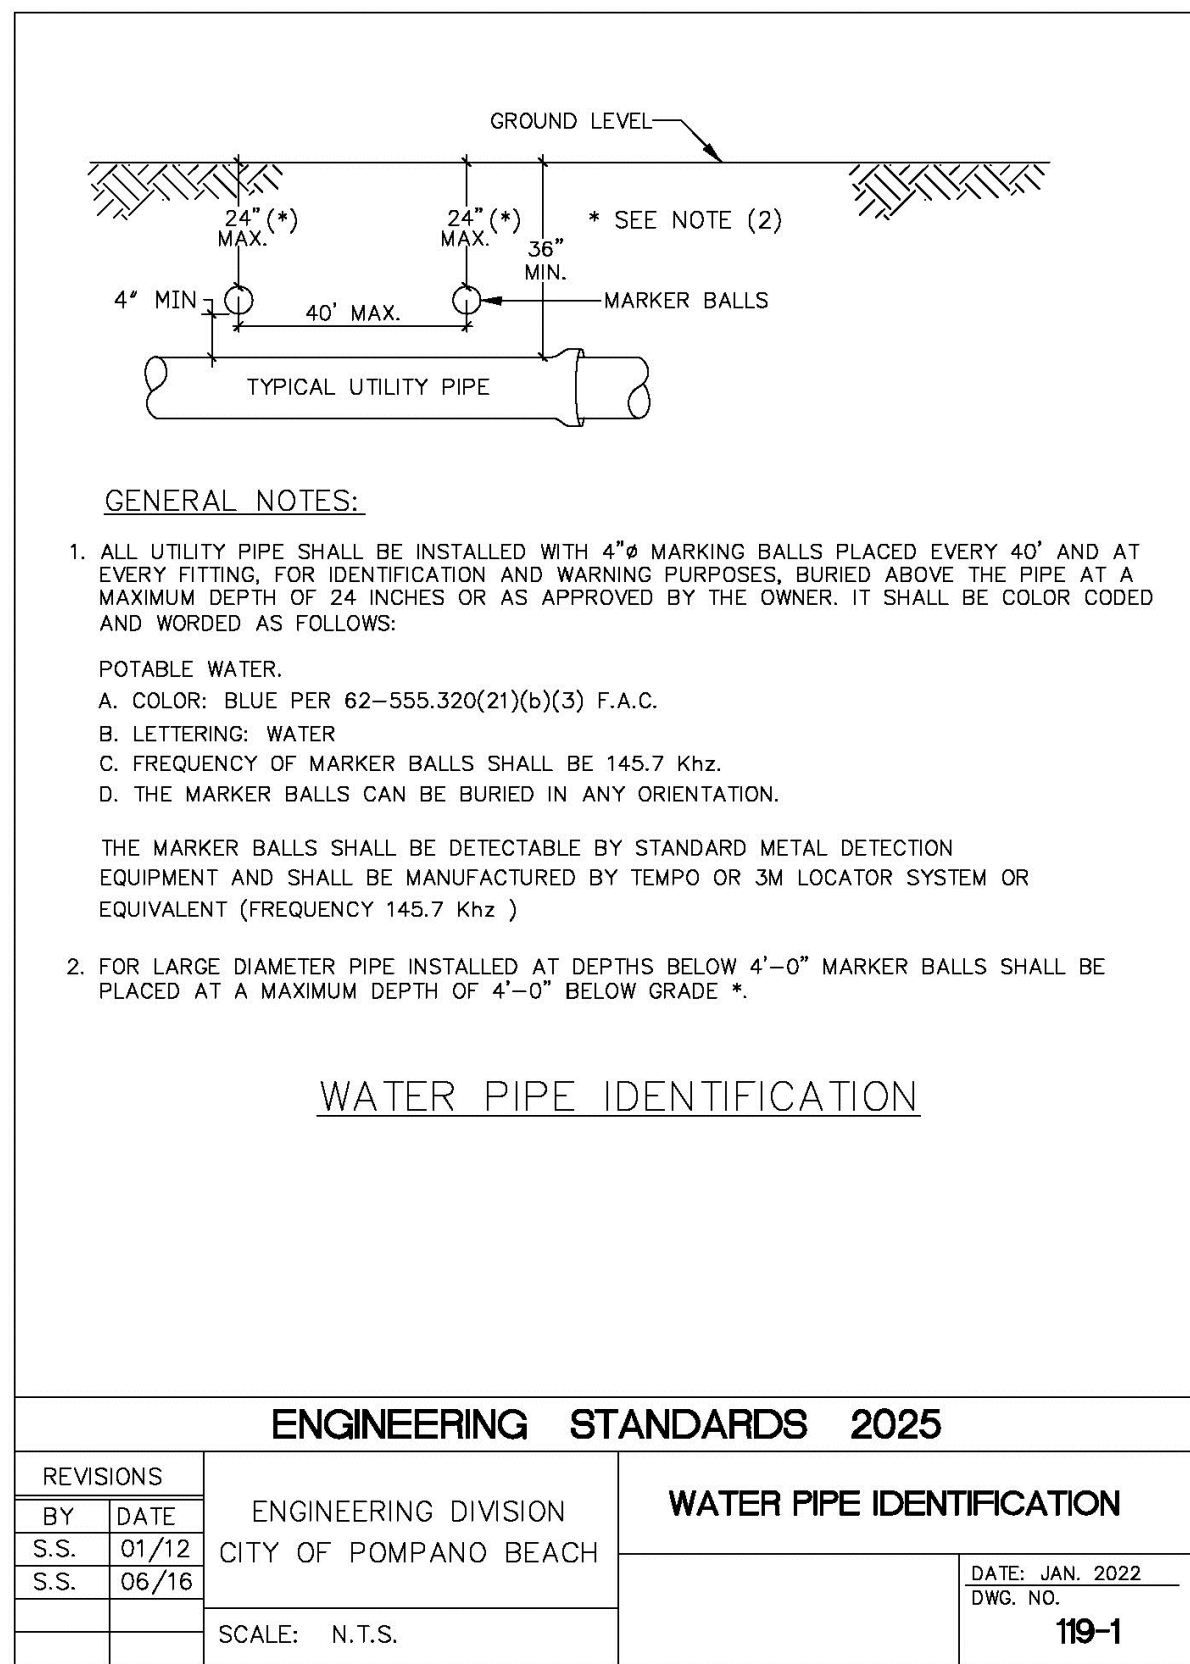 GROUND LEVEL
24" (*)
MAX.
24" (*)
MAX.
* SEE NOTE (2)
36"
MIN.
4" MIN
40' MAX.
MARKER BALLS
TYPICAL UTILITY PIPE
GENERAL NOTES:
1. ALL UTILITY PIPE SHALL BE INSTALLED WITH 4"ø MARKING BALLS PLACED EVERY 40' AND AT
EVERY FITTING, FOR IDENTIFICATION AND WARNING PURPOSES, BURIED ABOVE THE PIPE AT A
MAXIMUM DEPTH OF 24 INCHES OR AS APPROVED BY THE OWNER. IT SHALL BE COLOR CODED
AND WORDED AS FOLLOWS:
POTABLE WATER.
A. COLOR: BLUE PER 62-555.320(21)(b)(3) F.A.C.
B. LETTERING: WATER
C. FREQUENCY OF MARKER BALLS SHALL BE 145.7 Khz.
D. THE MARKER BALLS CAN BE BURIED IN ANY ORIENTATION.
THE MARKER BALLS SHALL BE DETECTABLE BY STANDARD METAL DETECTION
EQUIPMENT AND SHALL BE MANUFACTURED BY TEMPO OR 3M LOCATOR SYSTEM OR
EQUIVALENT (FREQUENCY 145.7 Khz )
2. FOR LARGE DIAMETER PIPE INSTALLED AT DEPTHS BELOW 4'-0" MARKER BALLS SHALL BE
PLACED AT A MAXIMUM DEPTH OF 4'-0" BELOW GRADE *.
WATER PIPE IDENTIFICATION
ENGINEERING STANDARDS 2025
REVISIONS
BY DATE
S.S. 01/12
S.S. 06/16
ENGINEERING DIVISION
CITY OF POMPANO BEACH
SCALE: N.T.S.
WATER PIPE IDENTIFICATION
DATE: JAN. 2022
DWG. NO.
119-1